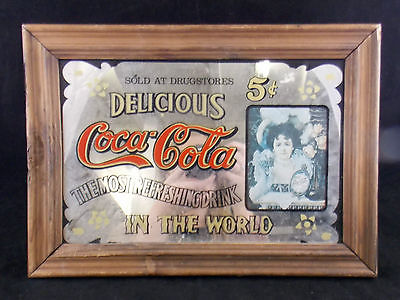 SOLD AT DRUGSTORES
5¢
DELICIOUS
Coca-Cola
THE MOST REFRESHING DRINK
IN THE WORLD